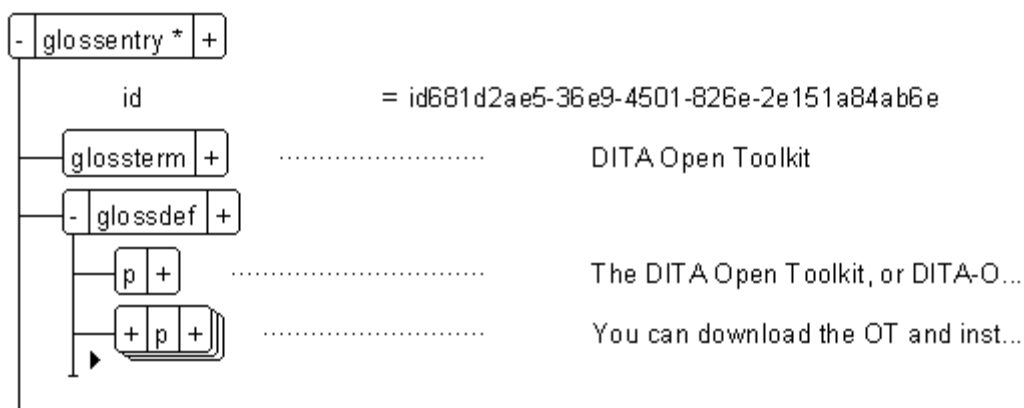 - glossentry * +
id = id681d2ae5-36e9-4501-826e-2e151a84ab6e
glossterm + DITA Open Toolkit
- glossdef +
p + The DITA Open Toolkit, or DITA-O...
+ p + You can download the OT and inst...